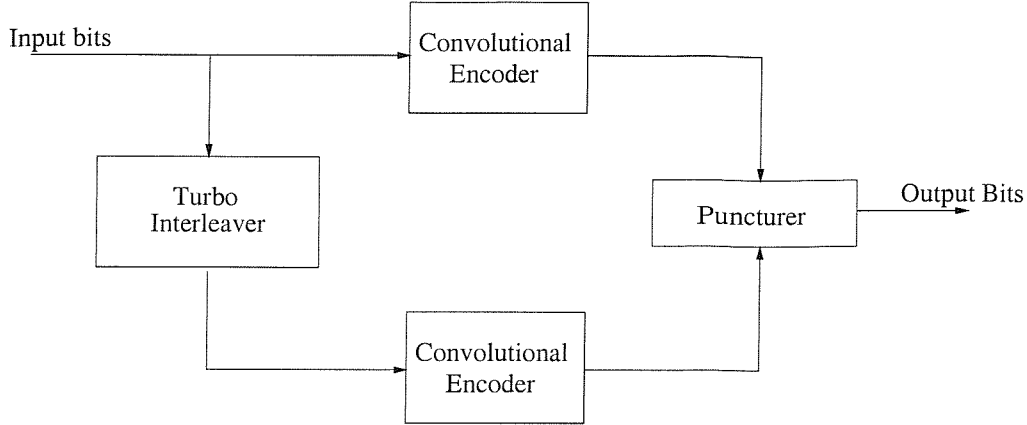 Input bits
Convolutional
Encoder
Turbo
Interleaver
Puncturer
Output Bits
Convolutional
Encoder